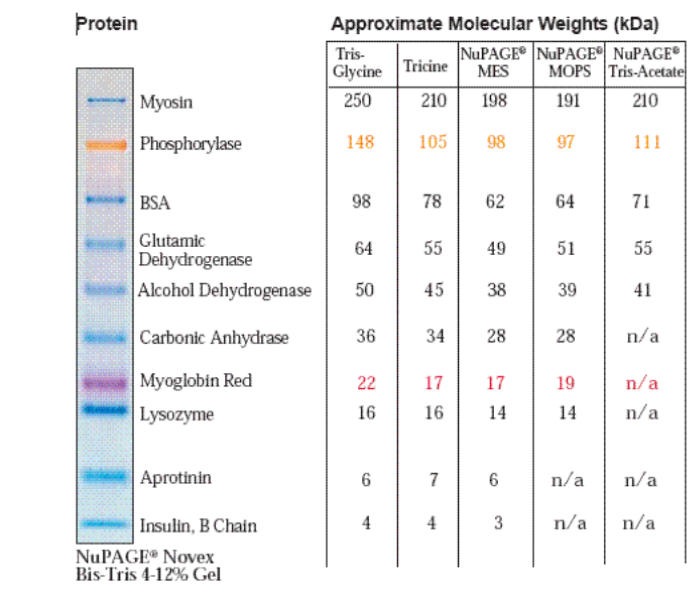 Protein
Approximate Molecular Weights (kDa)
Tris-Glycine Tricine NuPAGE® MES NuPAGE® MOPS NuPAGE® Tris-Acetate
Myosin 250 210 198 191 210
Phosphorylase 148 105 98 97 111
BSA 98 78 62 64 71
Glutamic Dehydrogenase 64 55 49 51 55
Alcohol Dehydrogenase 50 45 38 39 41
Carbonic Anhydrase 36 34 28 28 n/a
Myoglobin Red 22 17 17 19 n/a
Lysozyme 16 16 14 14 n/a
Aprotinin 6 7 6 n/a n/a
Insulin, B Chain 4 4 3 n/a n/a
NuPAGE® Novex
Bis-Tris 4-12% Gel